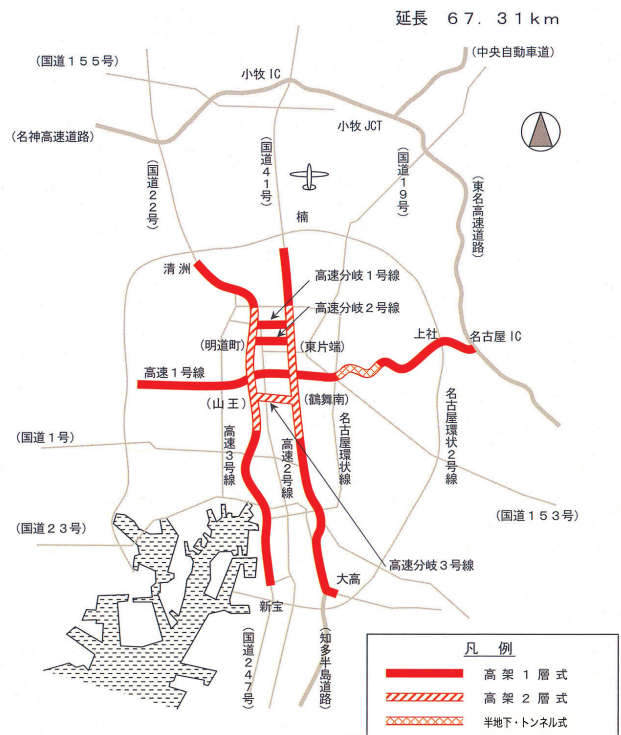 延長 67.31km
(中央自動車道)
(国道155号)
小牧IC
(名神高速道路)
小牧JCT
(国道22号)
(国道41号)
(国道19号)
(東名高速道路)
楠
清洲
高速分岐1号線
高速分岐2号線
上社
名古屋IC
(明道町)
(東片端)
高速1号線
(山王)
(鶴舞南)
(国道1号)
高速3号線
高速2号線
名古屋環状線
名古屋環状2号線
(国道23号)
(国道153号)
高速分岐3号線
大高
新宝
(国道247号)
(知多半島道路)
凡例
高架1層式
高架2層式
半地下・トンネル式